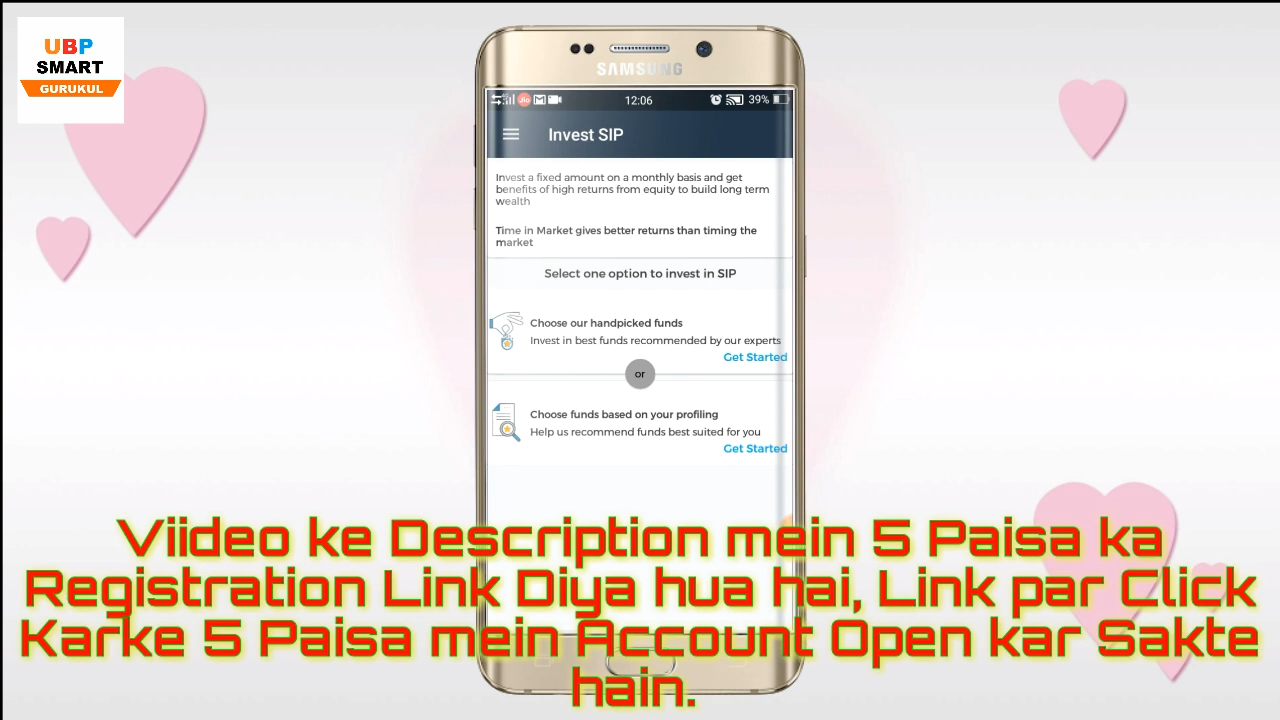 UBP
SMART
GURUKUL
SAMSUNG
Jio
12:06
39%
Invest SIP
Invest a fixed amount on a monthly basis and get
benefits of high returns from equity to build long term
wealth
Time in Market gives better returns than timing the
market
Select one option to invest in SIP
Choose our handpicked funds
Invest in best funds recommended by our experts
Get Started
or
Choose funds based on your profiling
Help us recommend funds best suited for you
Get Started
Viideo ke Description mein 5 Paisa ka
Registration Link Diya hua hai, Link par Click
Karke 5 Paisa mein Account Open kar Sakte
hain.